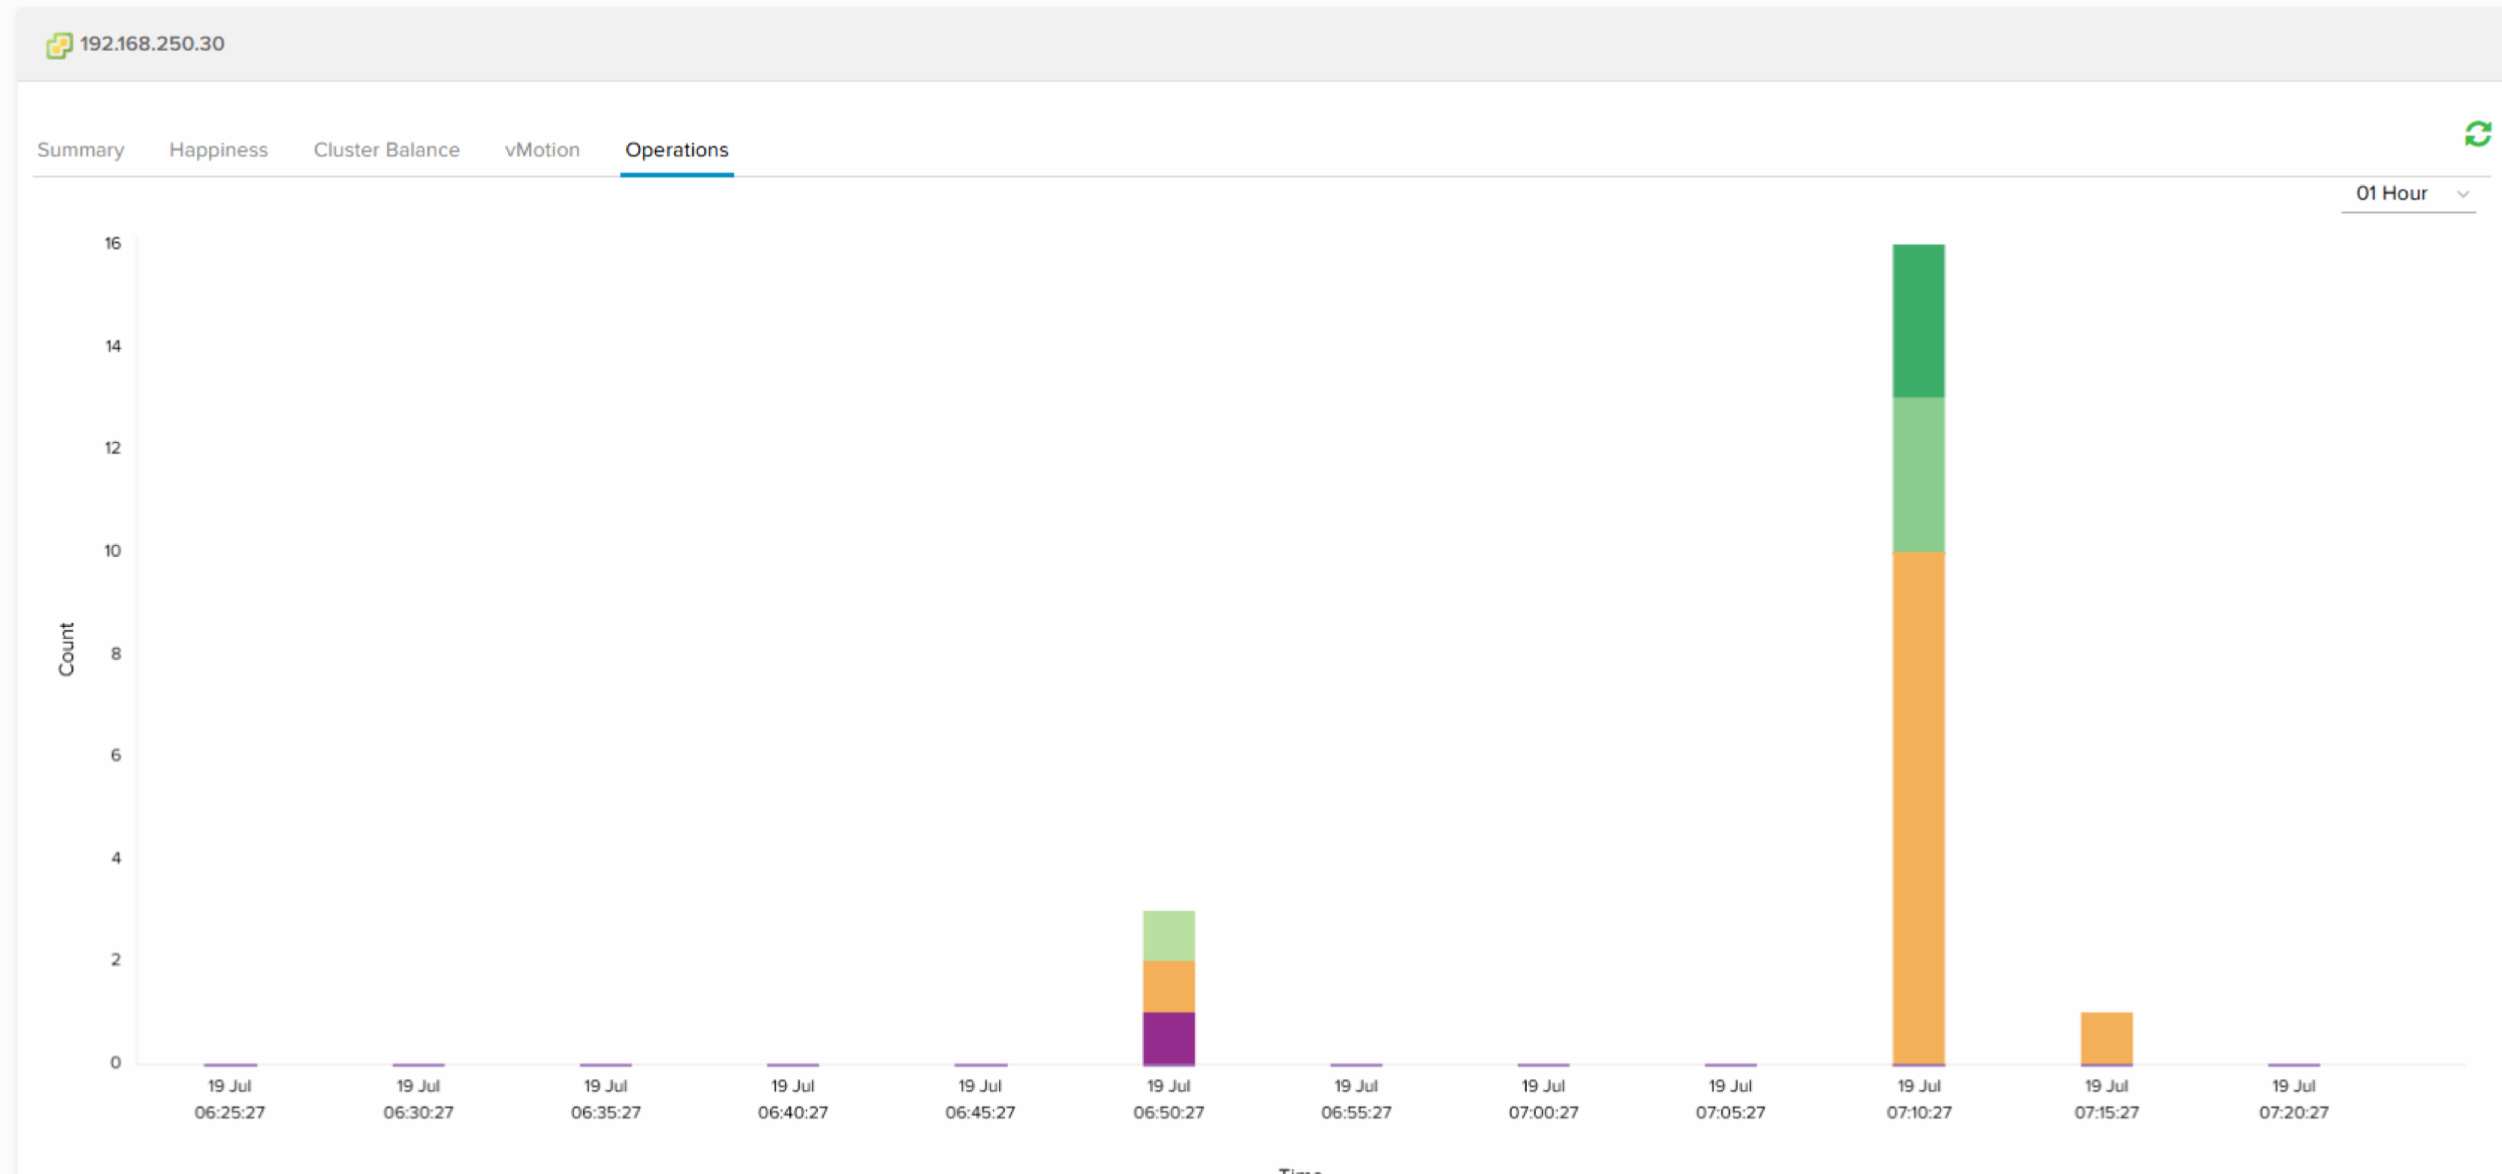 192.168.250.30
Summary Happiness Cluster Balance vMotion Operations
01 Hour
16
14
12
10
8
6
4
2
0
Count
19 Jul 06:25:27
19 Jul 06:30:27
19 Jul 06:35:27
19 Jul 06:40:27
19 Jul 06:45:27
19 Jul 06:50:27
19 Jul 06:55:27
19 Jul 07:00:27
19 Jul 07:05:27
19 Jul 07:10:27
19 Jul 07:15:27
19 Jul 07:20:27
Time